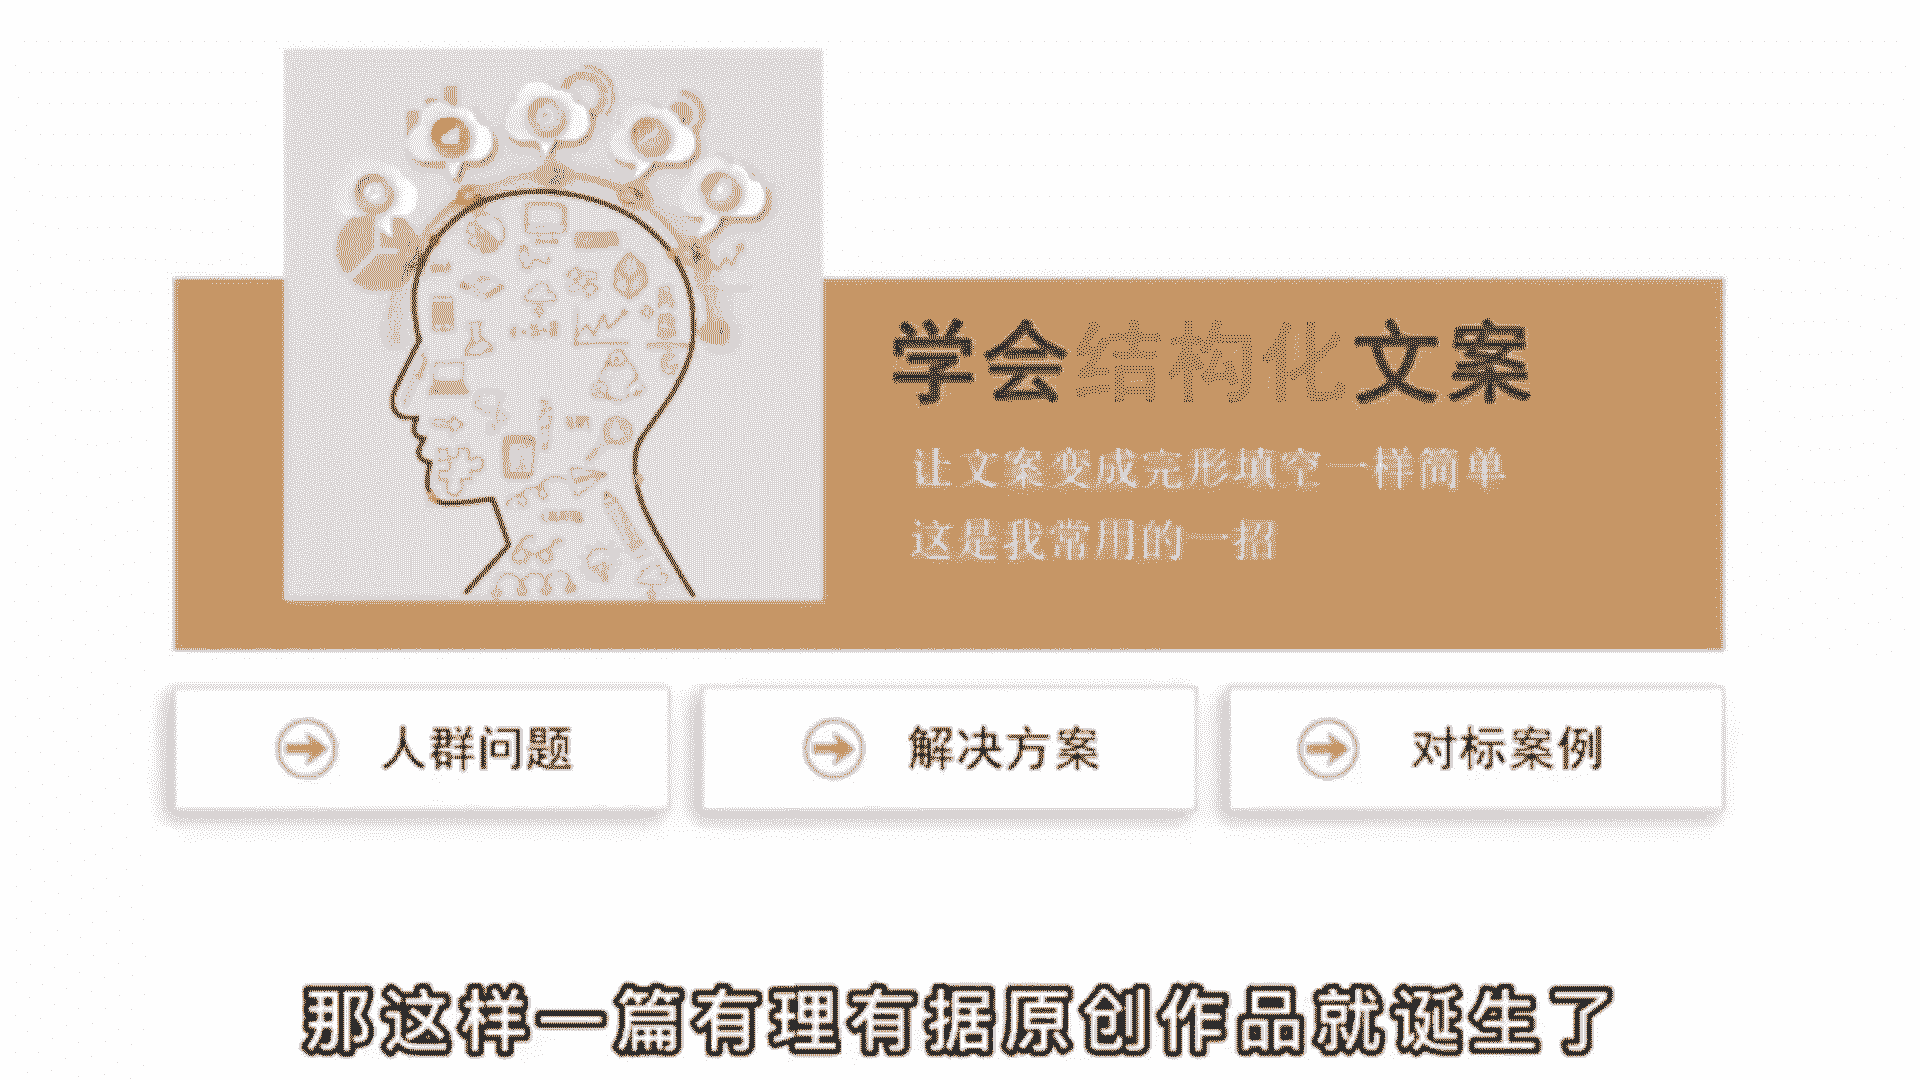 学会结构化文案
让文案变成完形填空一样简单
这是我常用的一招
人群问题
解决方案
对标案例
那这样一篇有理有据原创作品就诞生了